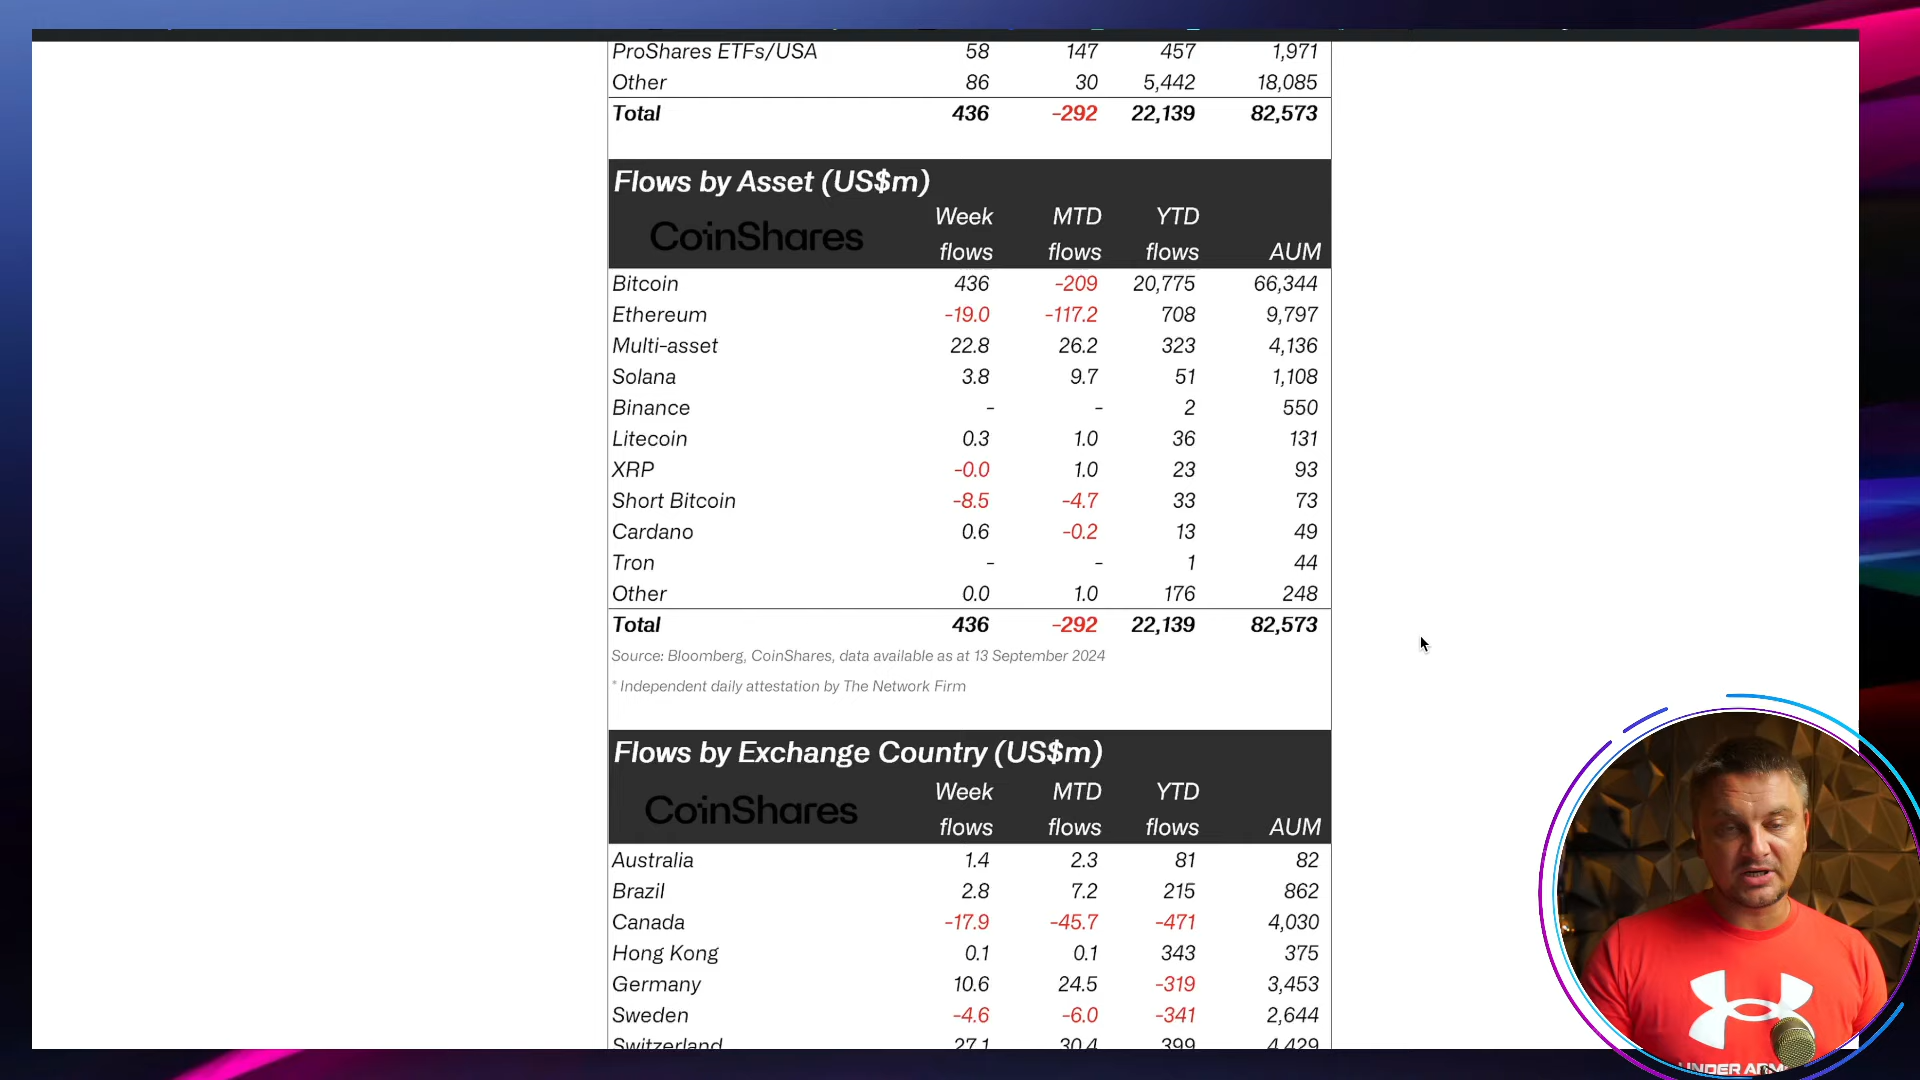 ProShares ETFs/USA 58 147 457 1,971
Other 86 30 5,442 18,085
Total 436 -292 22,139 82,573
Flows by Asset (US$m)
CoinShares
Week flows MTD flows YTD flows AUM
Bitcoin 436 -209 20,775 66,344
Ethereum -19.0 -117.2 708 9,797
Multi-asset 22.8 26.2 323 4,136
Solana 3.8 9.7 51 1,108
Binance - - 2 550
Litecoin 0.3 1.0 36 131
XRP -0.0 1.0 23 93
Short Bitcoin -8.5 -4.7 33 73
Cardano 0.6 -0.2 13 49
Tron - - 1 44
Other 0.0 1.0 176 248
Total 436 -292 22,139 82,573
Source: Bloomberg, CoinShares, data available as at 13 September 2024
* Independent daily attestation by The Network Firm
Flows by Exchange Country (US$m)
CoinShares
Week flows MTD flows YTD flows AUM
Australia 1.4 2.3 81 82
Brazil 2.8 7.2 215 862
Canada -17.9 -45.7 -471 4,030
Hong Kong 0.1 0.1 343 375
Germany 10.6 24.5 -319 3,453
Sweden -4.6 -6.0 -341 2,644
Switzerland 27.1 30.4 399 4,429
UNDER ARM